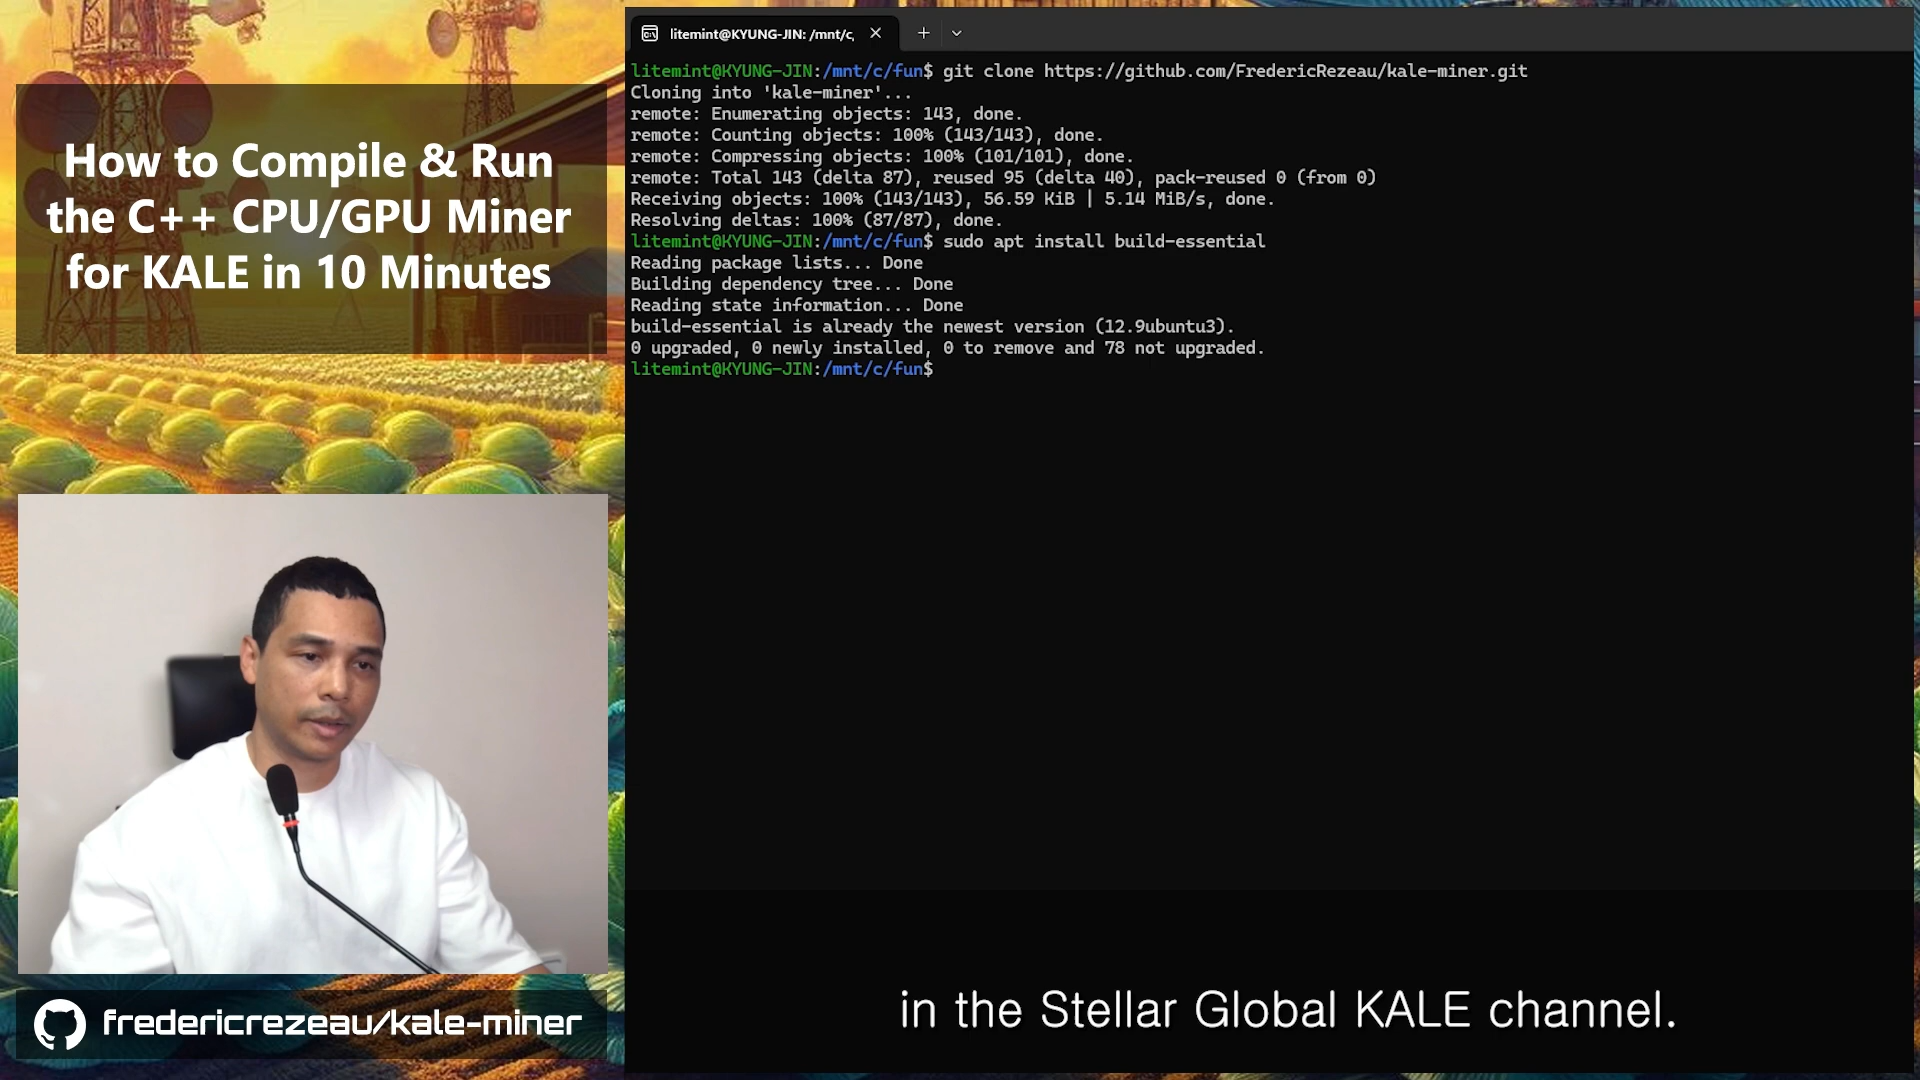 How to Compile & Run
the C++ CPU/GPU Miner
for KALE in 10 Minutes
fredericrezeau/kale-miner
litemint@KYUNG-JIN: /mnt/c,
litemint@KYUNG-JIN:/mnt/c/fun$ git clone https://github.com/FredericRezeau/kale-miner.git
Cloning into 'kale-miner'...
remote: Enumerating objects: 143, done.
remote: Counting objects: 100% (143/143), done.
remote: Compressing objects: 100% (101/101), done.
remote: Total 143 (delta 87), reused 95 (delta 40), pack-reused 0 (from 0)
Receiving objects: 100% (143/143), 56.59 KiB | 5.14 MiB/s, done.
Resolving deltas: 100% (87/87), done.
litemint@KYUNG-JIN:/mnt/c/fun$ sudo apt install build-essential
Reading package lists... Done
Building dependency tree... Done
Reading state information... Done
build-essential is already the newest version (12.9ubuntu3).
0 upgraded, 0 newly installed, 0 to remove and 78 not upgraded.
litemint@KYUNG-JIN:/mnt/c/fun$
in the Stellar Global KALE channel.